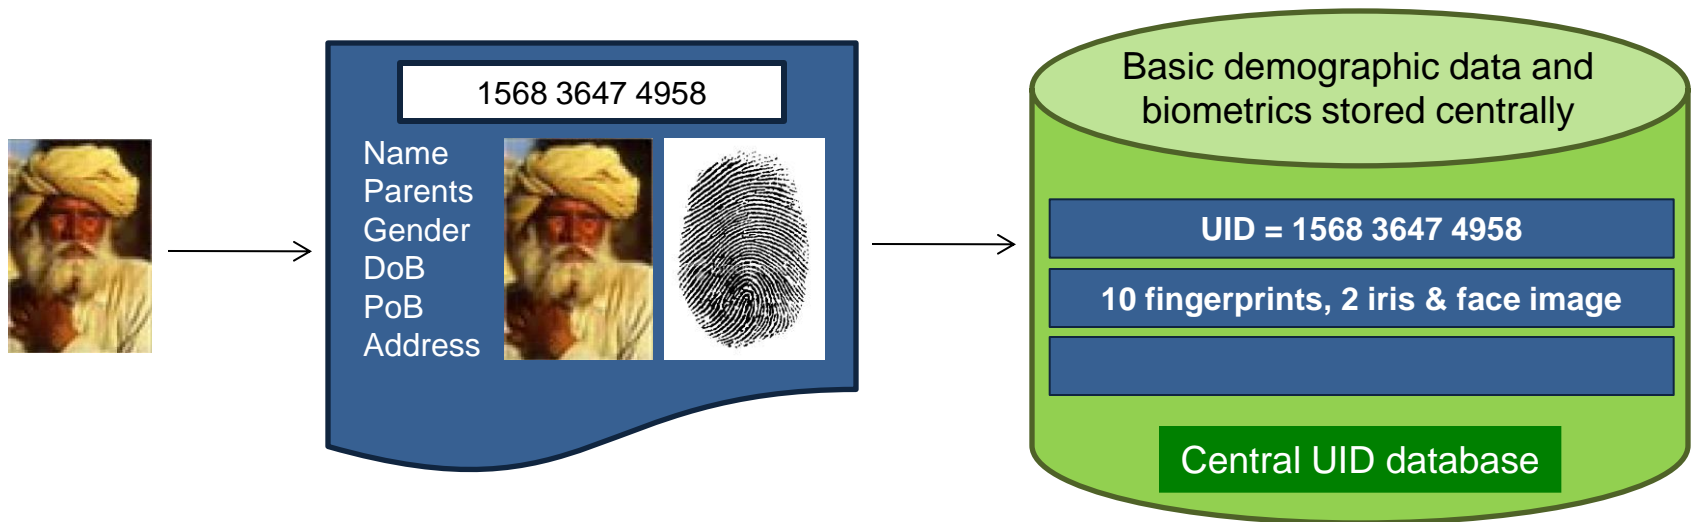 1568 3647 4958
Name
Parents
Gender
DoB
PoB
Address
Basic demographic data and
biometrics stored centrally
UID = 1568 3647 4958
10 fingerprints, 2 iris & face image
Central UID database